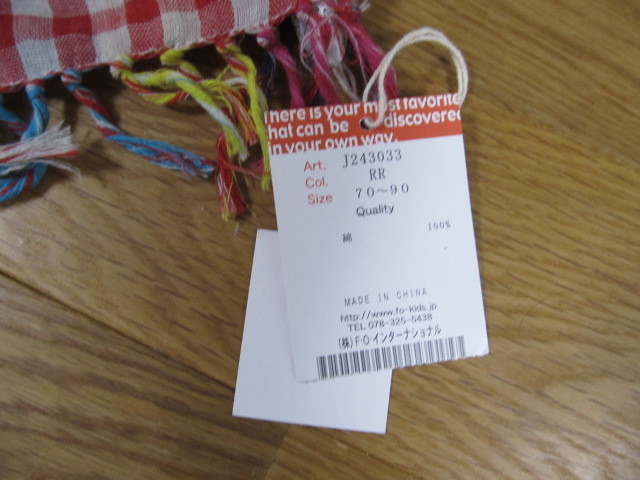 here is your most favorite
that can be discovered
in your own way.
Art. J243033
Col. RR
Size 70～90
Quality
綿 100%
MADE IN CHINA
http://www.fo-kids.jp
TEL 078-325-5438
(株)F・O・インターナショナル